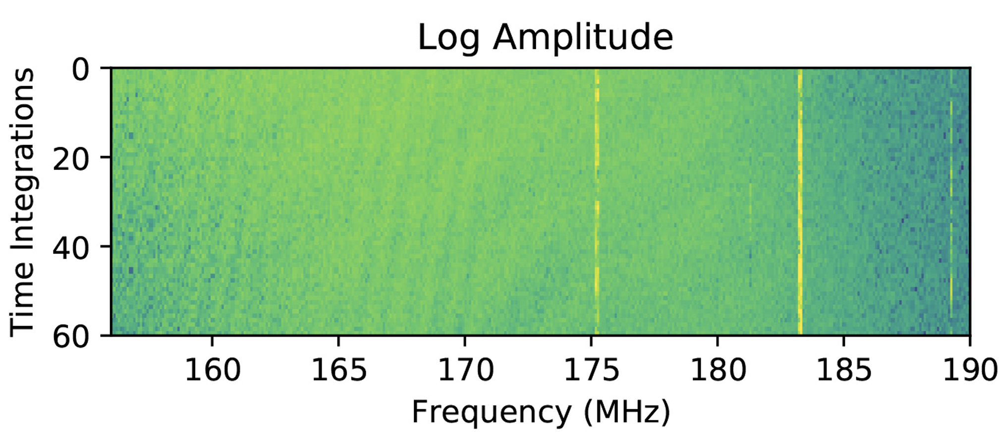 Log Amplitude
Time Integrations
0
20
40
60
160 165 170 175 180 185 190
Frequency (MHz)